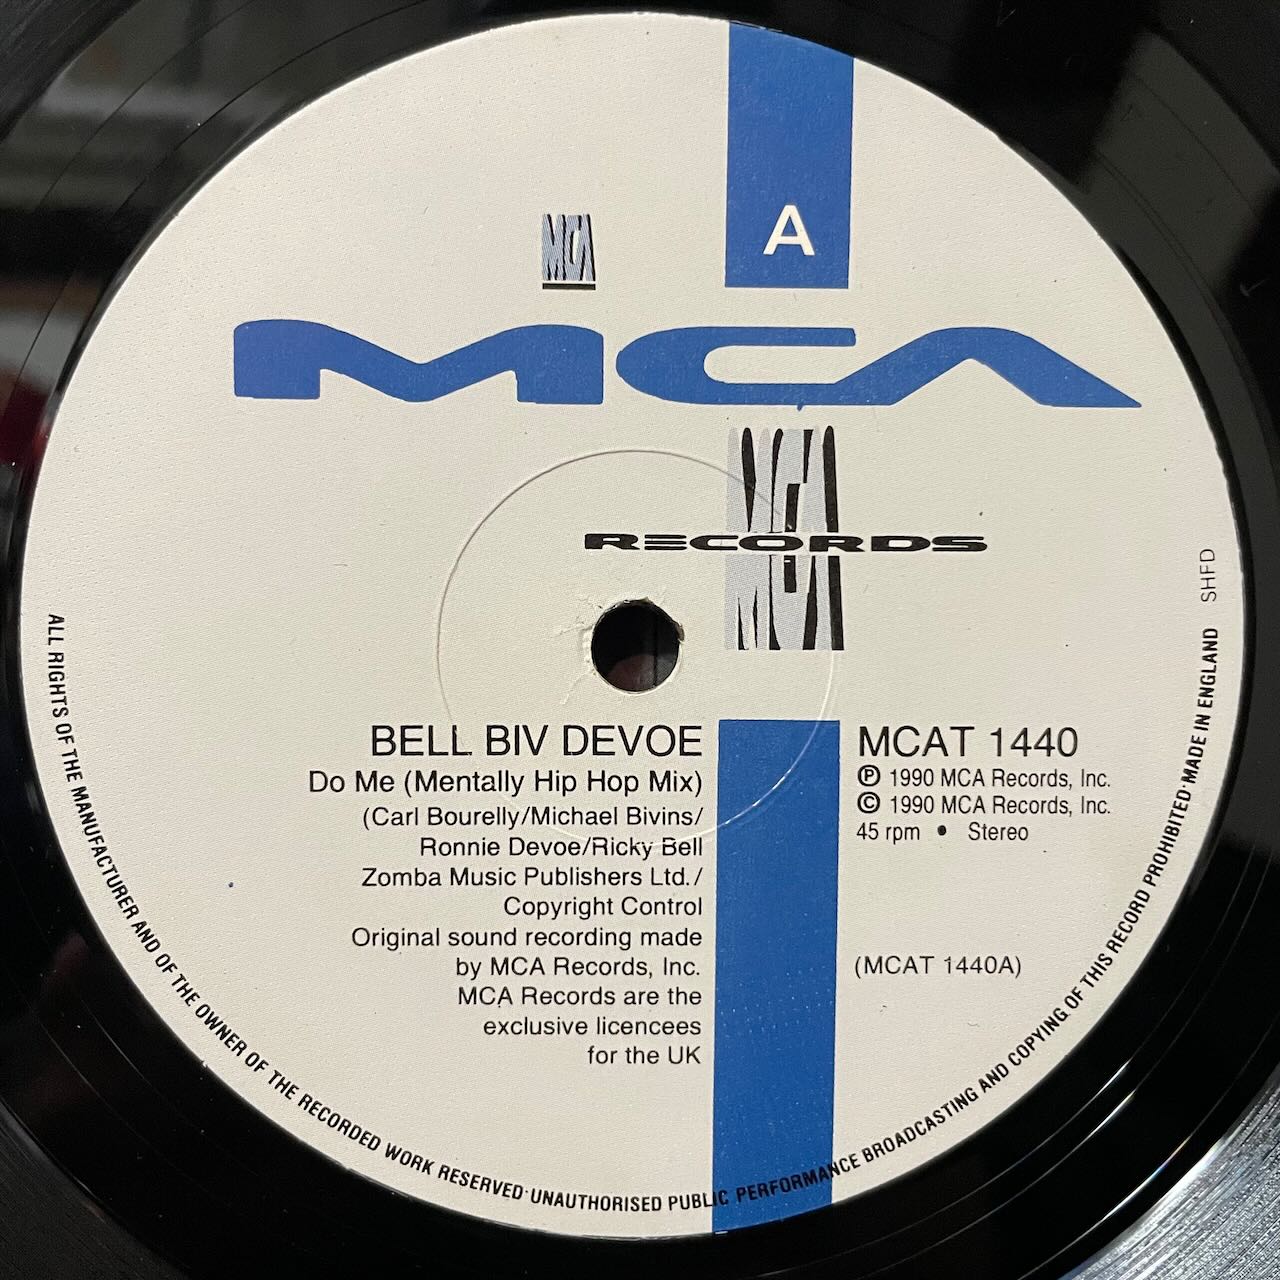 A
MCA
MCA
MCA
RECORDS
BELL BIV DEVOE
Do Me (Mentally Hip Hop Mix)
(Carl Bourelly/Michael Bivins/
Ronnie Devoe/Ricky Bell
Zomba Music Publishers Ltd./
Copyright Control
Original sound recording made
by MCA Records, Inc.
MCA Records are the
exclusive licencees
for the UK
MCAT 1440
℗ 1990 MCA Records, Inc.
© 1990 MCA Records, Inc.
45 rpm • Stereo
(MCAT 1440A)
ALL RIGHTS OF THE MANUFACTURER AND OF THE OWNER OF THE RECORDED WORK RESERVED·UNAUTHORISED PUBLIC PERFORMANCE BROADCASTING AND COPYING OF THIS RECORD PROHIBITED·MADE IN ENGLAND
SHFD